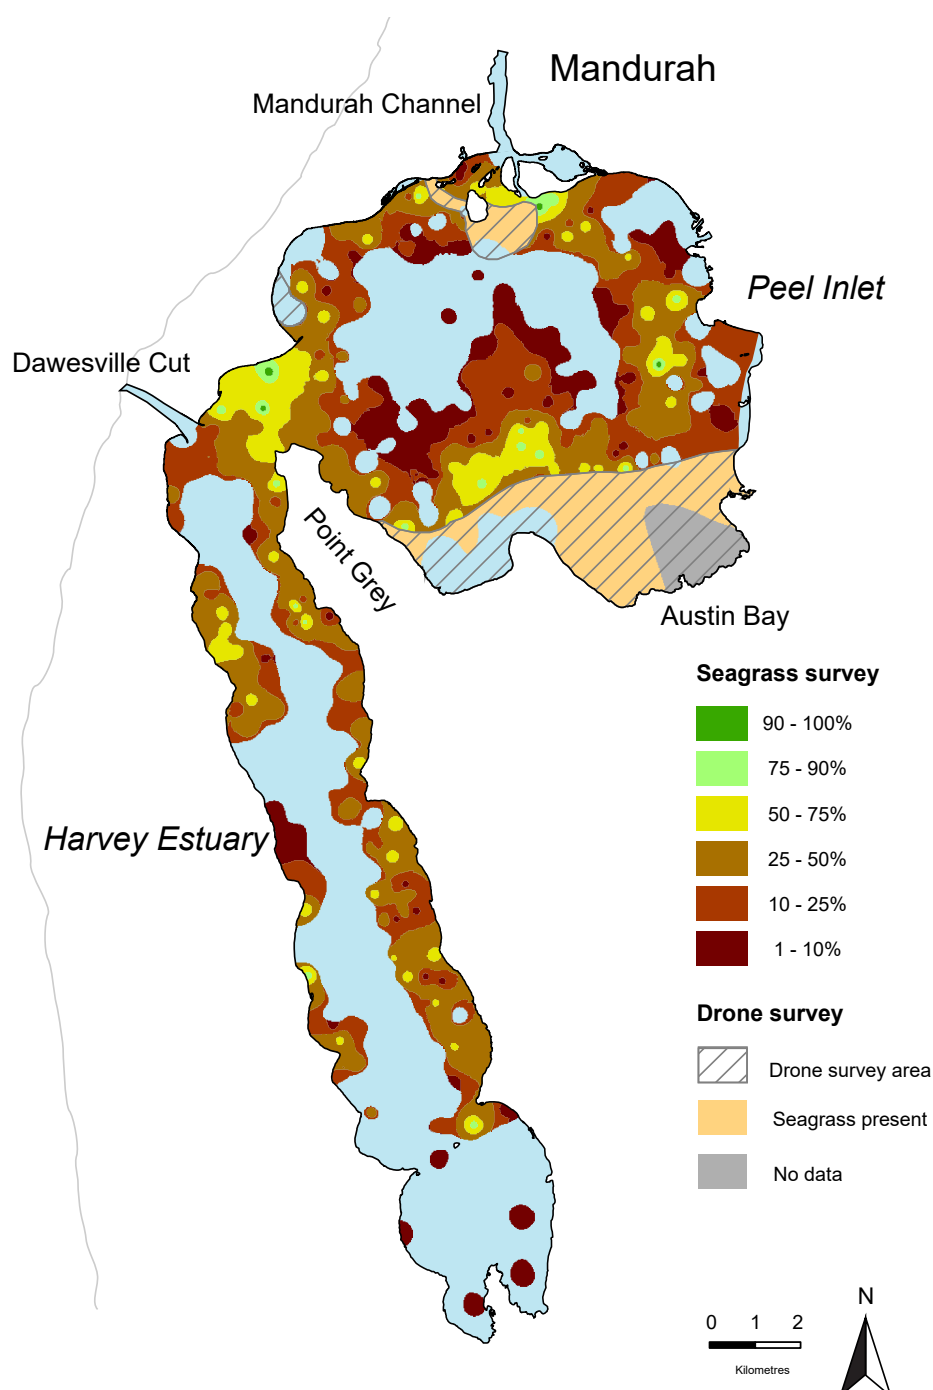 Mandurah
Mandurah Channel
Peel Inlet
Dawesville Cut
Point Grey
Austin Bay
Harvey Estuary
Seagrass survey
90 - 100%
75 - 90%
50 - 75%
25 - 50%
10 - 25%
1 - 10%
Drone survey
Drone survey area
Seagrass present
No data
N
0 1 2
Kilometres